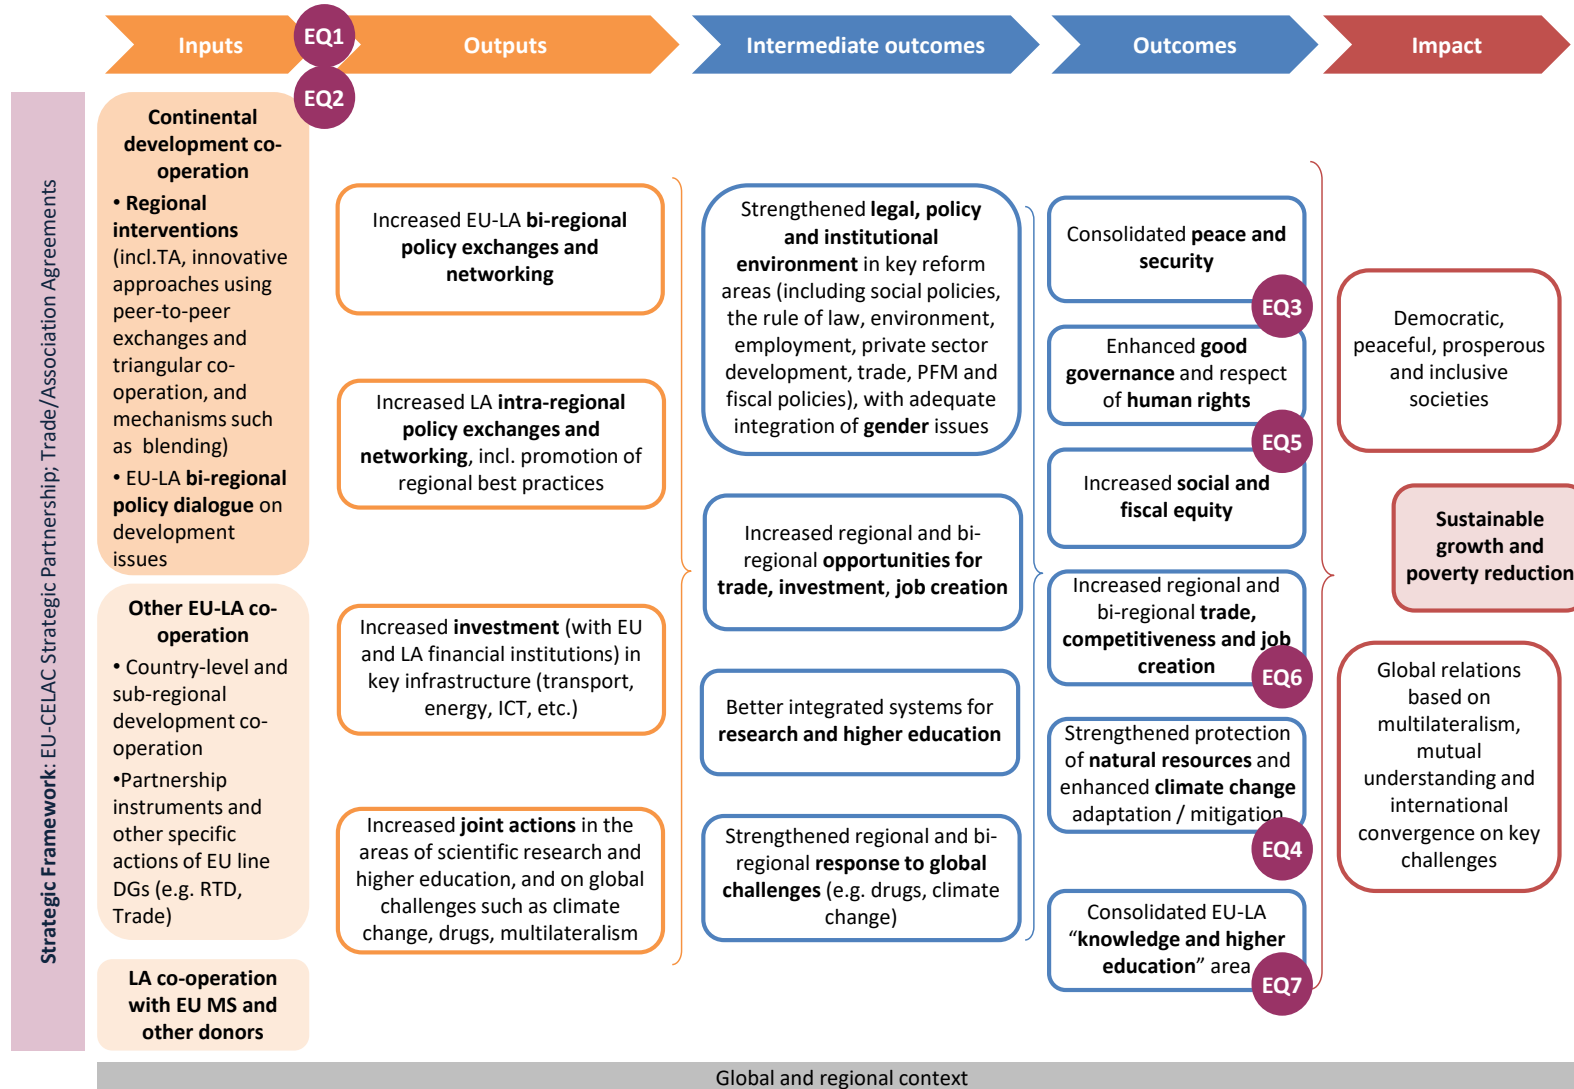 Inputs
EQ1
Outputs
Intermediate outcomes
Outcomes
Impact
EQ2
Strategic Framework: EU-CELAC Strategic Partnership; Trade/Association Agreements
Continental
development co-
operation
• Regional
interventions
(incl.TA, innovative
approaches using
peer-to-peer
exchanges and
triangular co-
operation, and
mechanisms such
as blending)
• EU-LA bi-regional
policy dialogue on
development
issues
Other EU-LA co-
operation
• Country-level and
sub-regional
development co-
operation
•Partnership
instruments and
other specific
actions of EU line
DGs (e.g. RTD,
Trade)
LA co-operation
with EU MS and
other donors
Increased EU-LA bi-regional
policy exchanges and
networking
Increased LA intra-regional
policy exchanges and
networking, incl. promotion of
regional best practices
Increased investment (with EU
and LA financial institutions) in
key infrastructure (transport,
energy, ICT, etc.)
Increased joint actions in the
areas of scientific research and
higher education, and on global
challenges such as climate
change, drugs, multilateralism
Strengthened legal, policy
and institutional
environment in key reform
areas (including social policies,
the rule of law, environment,
employment, private sector
development, trade, PFM and
fiscal policies), with adequate
integration of gender issues
Increased regional and bi-
regional opportunities for
trade, investment, job creation
Better integrated systems for
research and higher education
Strengthened regional and bi-
regional response to global
challenges (e.g. drugs, climate
change)
Consolidated peace and
security
EQ3
Enhanced good
governance and respect
of human rights
EQ5
Increased social and
fiscal equity
Increased regional and
bi-regional trade,
competitiveness and job
creation
EQ6
Strengthened protection
of natural resources and
enhanced climate change
adaptation / mitigation
EQ4
Consolidated EU-LA
“knowledge and higher
education” area
EQ7
Democratic,
peaceful, prosperous
and inclusive
societies
Sustainable
growth and
poverty reduction
Global relations
based on
multilateralism,
mutual
understanding and
international
convergence on key
challenges
Global and regional context